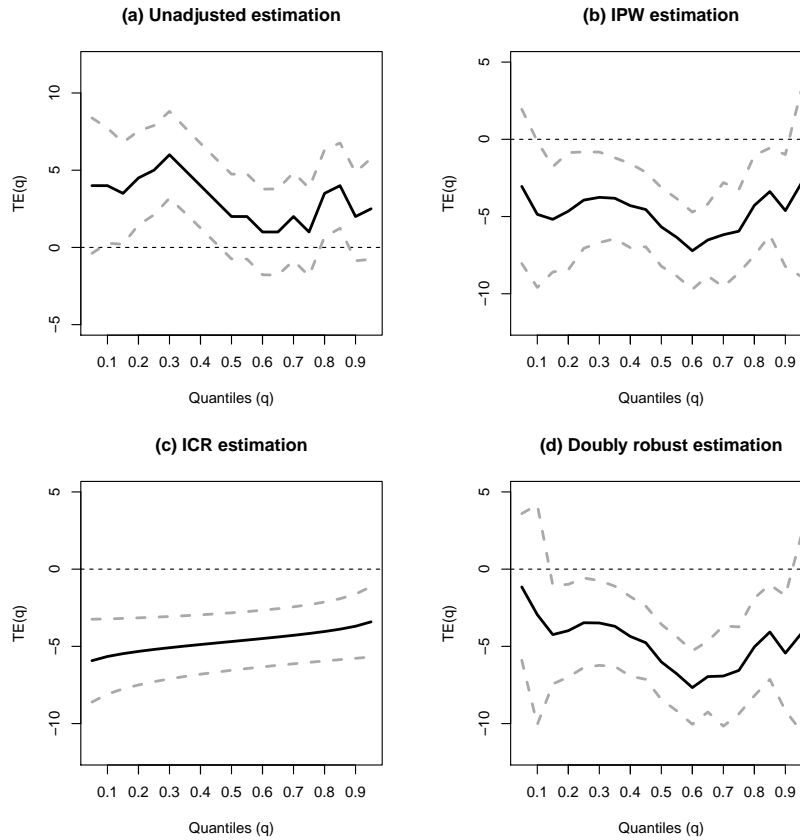 (a) Unadjusted estimation
TE(q)
10
5
0
−5
0.1 0.2 0.3 0.4 0.5 0.6 0.7 0.8 0.9
Quantiles (q)
(b) IPW estimation
TE(q)
5
0
−5
−10
0.1 0.2 0.3 0.4 0.5 0.6 0.7 0.8 0.9
Quantiles (q)
(c) ICR estimation
TE(q)
5
0
−5
−10
0.1 0.2 0.3 0.4 0.5 0.6 0.7 0.8 0.9
Quantiles (q)
(d) Doubly robust estimation
TE(q)
5
0
−5
−10
0.1 0.2 0.3 0.4 0.5 0.6 0.7 0.8 0.9
Quantiles (q)